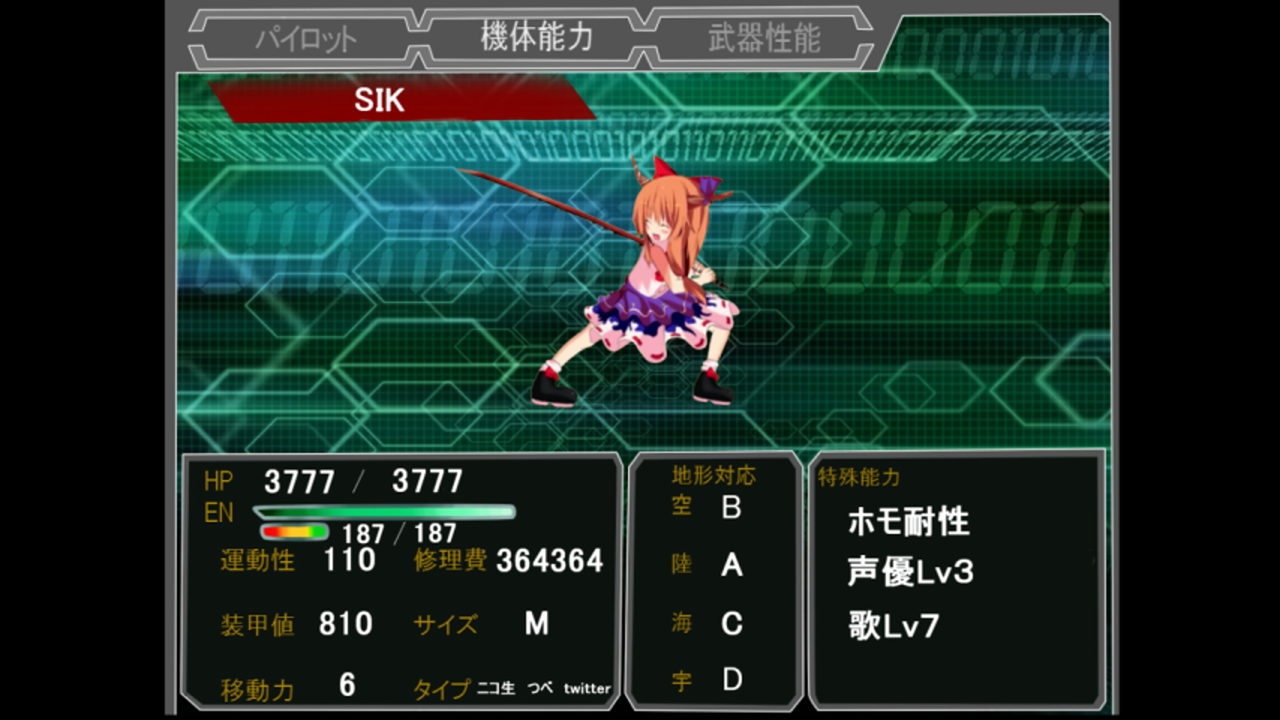 パイロット 機体能力 武器性能
SIK
HP 3777 / 3777
EN
187 / 187
運動性 110 修理費 364364
装甲値 810 サイズ M
移動力 6 タイプ ニコ生 つべ twitter
地形対応
空 B
陸 A
海 C
宇 D
特殊能力
ホモ耐性
声優Lv3
歌Lv7